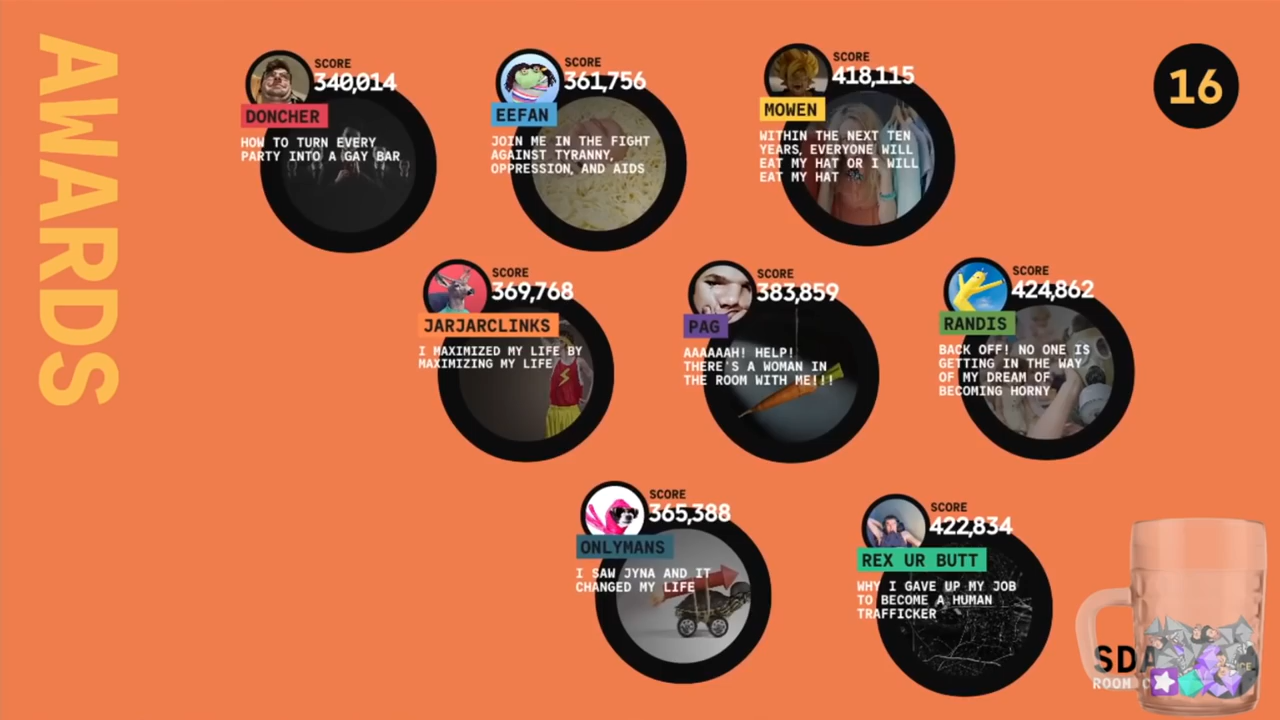 AWARDS
SCORE
340,014
DONCHER
HOW TO TURN EVERY
PARTY INTO A GAY BAR
SCORE
361,756
EEFAN
JOIN ME IN THE FIGHT
AGAINST TYRANNY,
OPPRESSION, AND AIDS
SCORE
418,115
MOWEN
WITHIN THE NEXT TEN
YEARS, EVERYONE WILL
EAT MY HAT OR I WILL
EAT MY HAT
16
SCORE
369,768
JARJARCLINKS
I MAXIMIZED MY LIFE BY
MAXIMIZING MY LIFE
SCORE
383,859
PAG
AAAAAAH! HELP!
THERE'S A WOMAN IN
THE ROOM WITH ME!!!
SCORE
424,862
RANDIS
BACK OFF! NO ONE IS
GETTING IN THE WAY
OF MY DREAM OF
BECOMING HORNY
SCORE
365,388
ONLYMANS
I SAW JYNA AND IT
CHANGED MY LIFE
SCORE
422,834
REX UR BUTT
WHY I GAVE UP MY JOB
TO BECOME A HUMAN
TRAFFICKER
ROOM